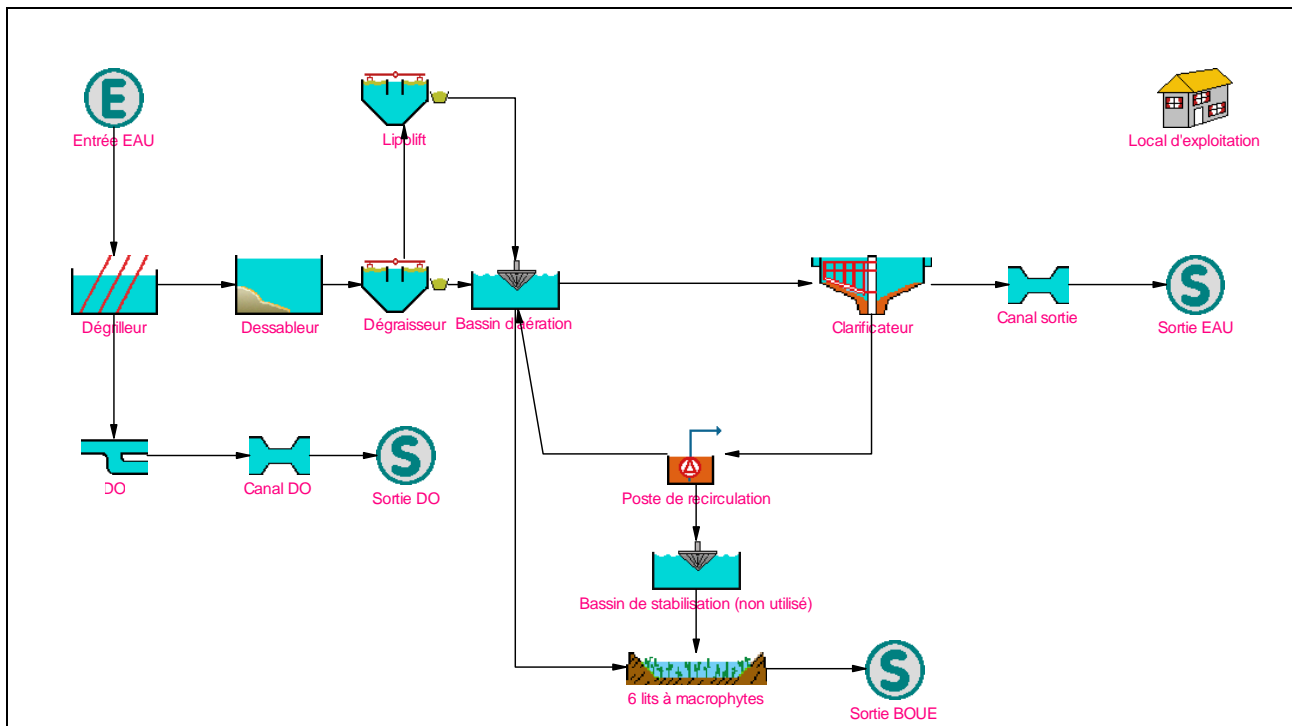 E
Entrée EAU
Lipolift
Local d'exploitation
Dégrilleur
Dessableur
Dégraisseur
Bassin d'aération
Clarificateur
Canal sortie
S
Sortie EAU
DO
Canal DO
S
Sortie DO
Poste de recirculation
Bassin de stabilisation (non utilisé)
6 lits à macrophytes
S
Sortie BOUE